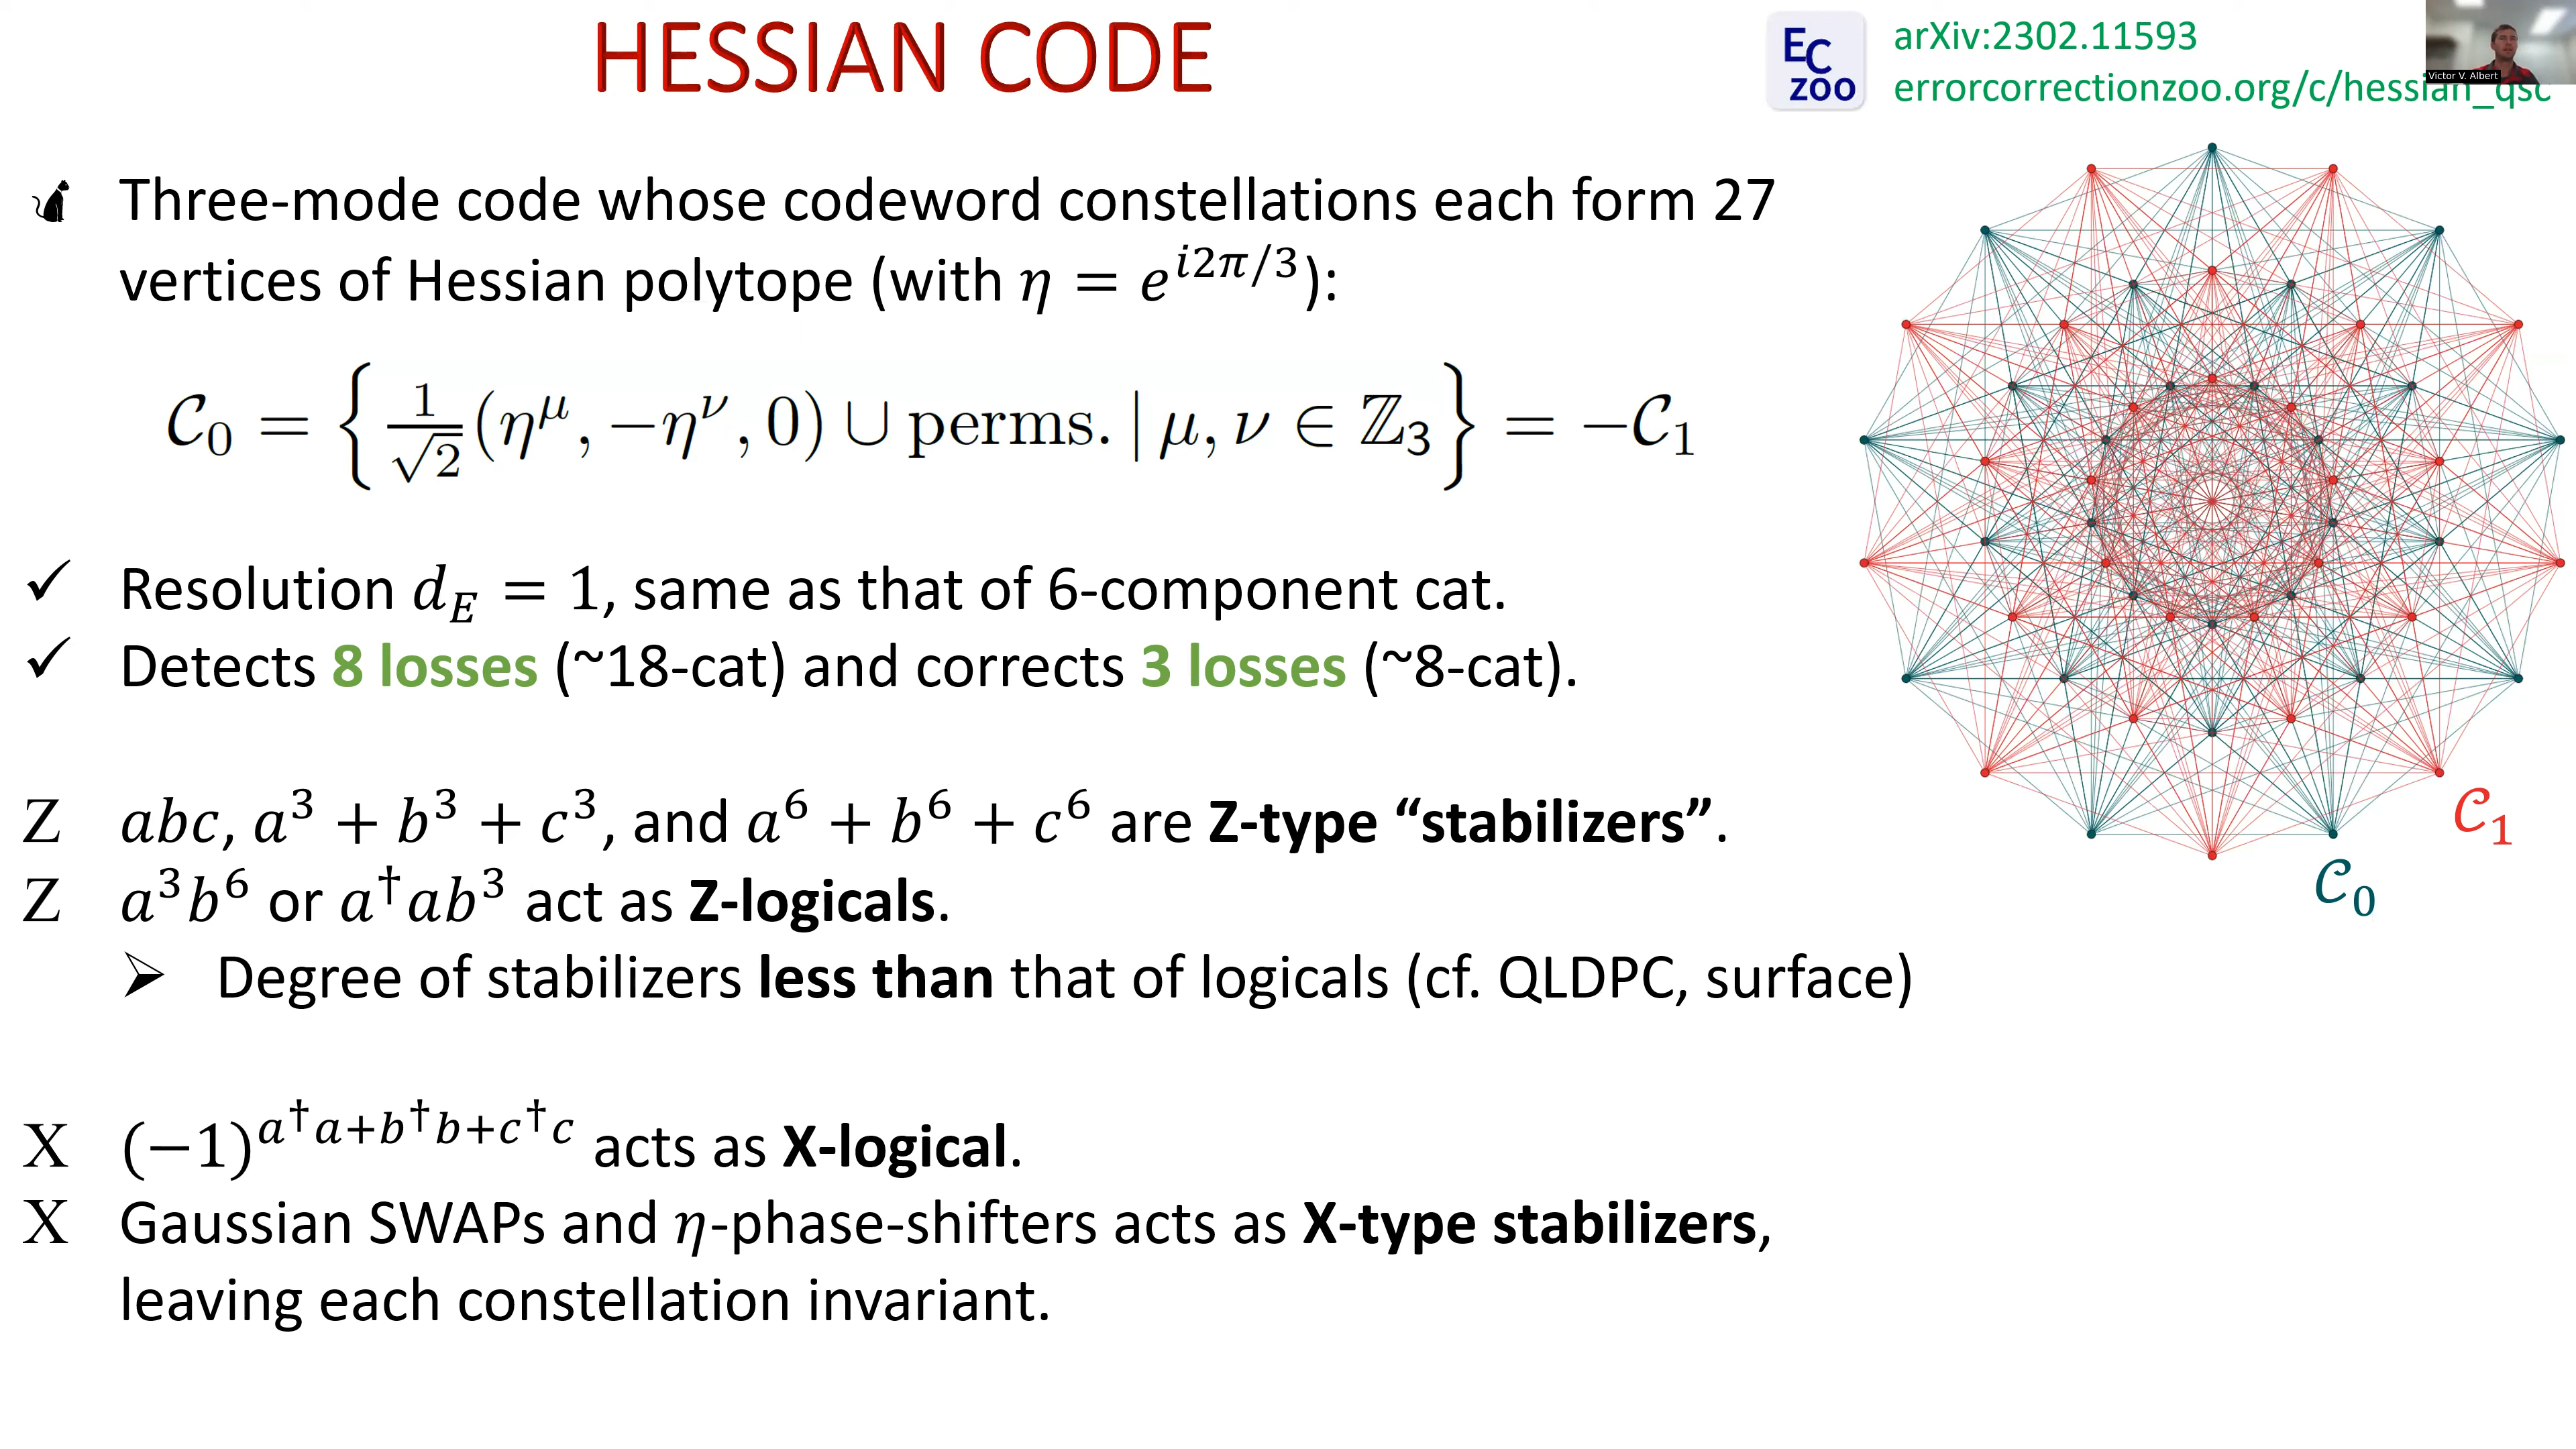 HESSIAN CODE
EC
ZOO
arXiv:2302.11593
errorcorrectionzoo.org/c/hessian_qsc
Victor V. Albert
Three-mode code whose codeword constellations each form 27
vertices of Hessian polytope (with η = e^{i2π/3}):
𝒞₀ = { 1/√2 (η^μ, −η^ν, 0) ∪ perms. | μ, ν ∈ ℤ₃ } = −𝒞₁
✓ Resolution d_E = 1, same as that of 6-component cat.
✓ Detects 8 losses (~18-cat) and corrects 3 losses (~8-cat).
Z abc, a³ + b³ + c³, and a⁶ + b⁶ + c⁶ are Z-type “stabilizers”.
Z a³b⁶ or a†ab³ act as Z-logicals.
➢ Degree of stabilizers less than that of logicals (cf. QLDPC, surface)
X (−1)^{a†a+b†b+c†c} acts as X-logical.
X Gaussian SWAPs and η-phase-shifters acts as X-type stabilizers,
leaving each constellation invariant.
𝒞₁
𝒞₀